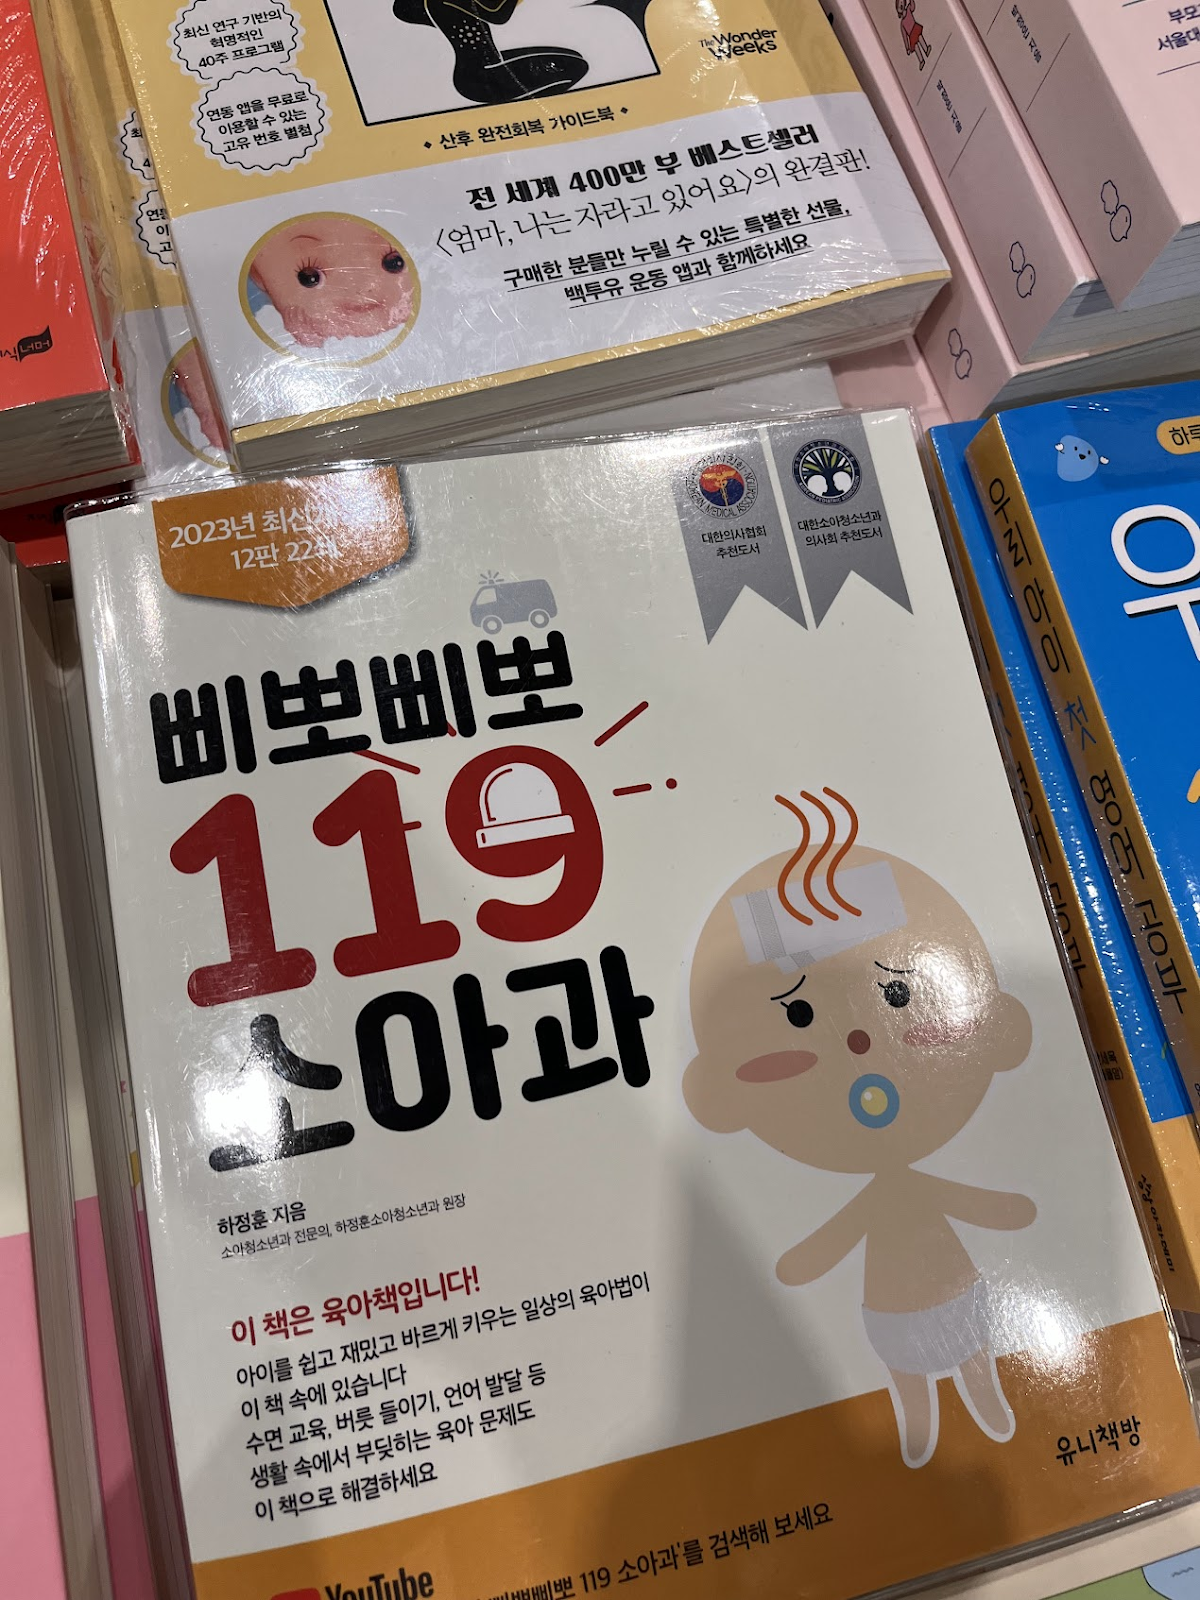 최신 연구 기반의
혁명적인
40주 프로그램
연동 앱을 무료로
이용할 수 있는
고유 번호 별첨
The Wonder
Weeks
산후 완전회복 가이드북
전 세계 400만 부 베스트셀러
〈엄마, 나는 자라고 있어요〉의 완결판!
구매한 분들만 누릴 수 있는 특별한 선물,
백투유 운동 앱과 함께하세요
부모
서울대
2023년 최신개
12판 22쇄
대한의사협회
추천도서
대한소아청소년과
의사회 추천도서
삐뽀삐뽀
119
소아과
하정훈 지음
소아청소년과 전문의, 하정훈소아청소년과 원장
이 책은 육아책입니다!
아이를 쉽고 재밌고 바르게 키우는 일상의 육아법이
이 책 속에 있습니다
수면 교육, 버릇 들이기, 언어 발달 등
생활 속에서 부딪히는 육아 문제도
이 책으로 해결하세요
유니책방
YouTube
삐뽀삐뽀 119 소아과'를 검색해 보세요
하루
우리 아이 첫 영어 단어